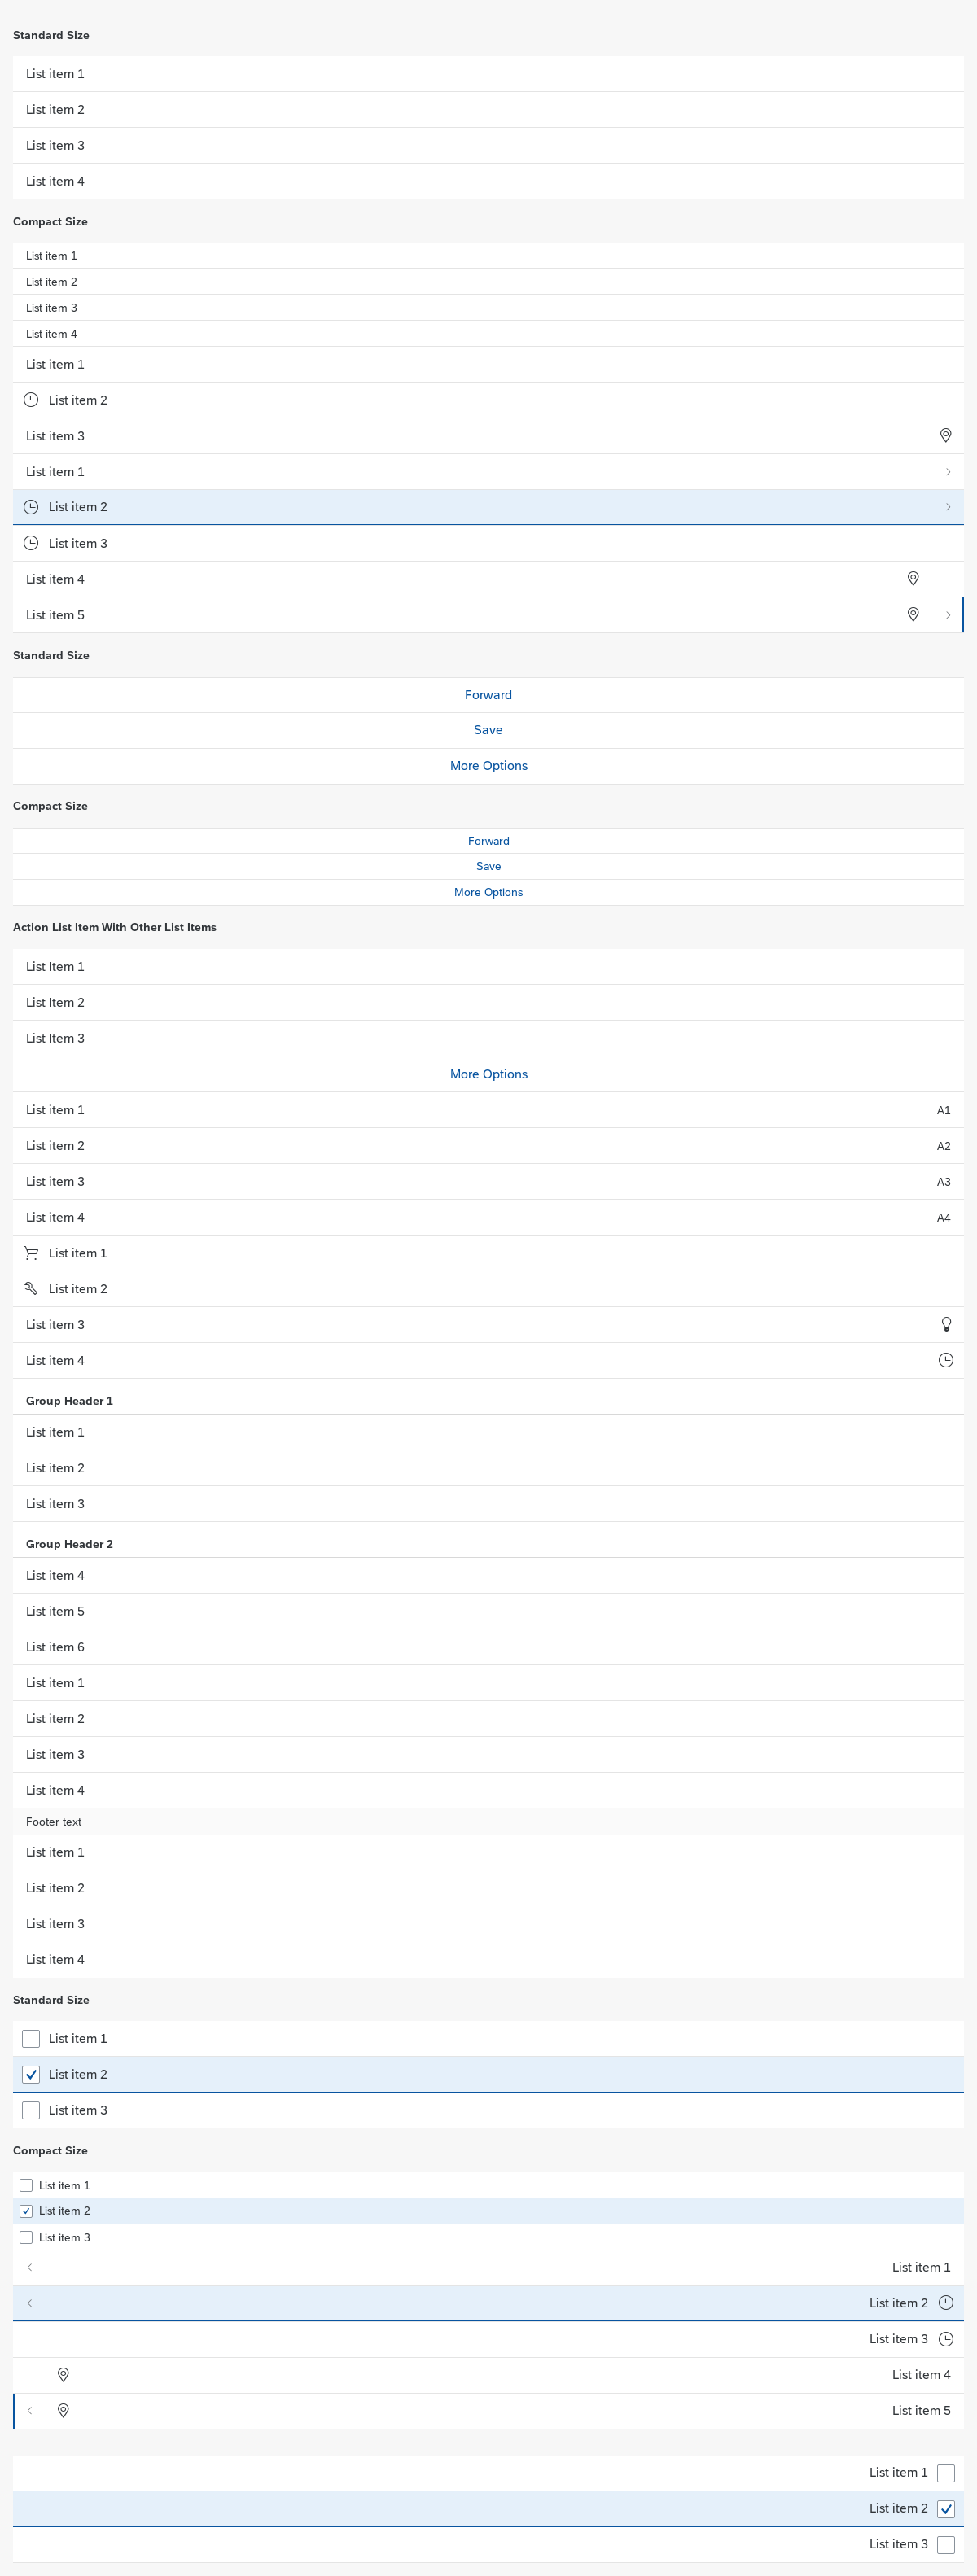 Standard Size
List item 1
List item 2
List item 3
List item 4
Compact Size
List item 1
List item 2
List item 3
List item 4
List item 1
List item 2
List item 3
List item 1
List item 2
List item 3
List item 4
List item 5
Standard Size
Forward
Save
More Options
Compact Size
Forward
Save
More Options
Action List Item With Other List Items
List Item 1
List Item 2
List Item 3
More Options
List item 1 A1
List item 2 A2
List item 3 A3
List item 4 A4
List item 1
List item 2
List item 3
List item 4
Group Header 1
List item 1
List item 2
List item 3
Group Header 2
List item 4
List item 5
List item 6
List item 1
List item 2
List item 3
List item 4
Footer text
List item 1
List item 2
List item 3
List item 4
Standard Size
List item 1
List item 2
List item 3
Compact Size
List item 1
List item 2
List item 3
List item 1
List item 2
List item 3
List item 4
List item 5
List item 1
List item 2
List item 3